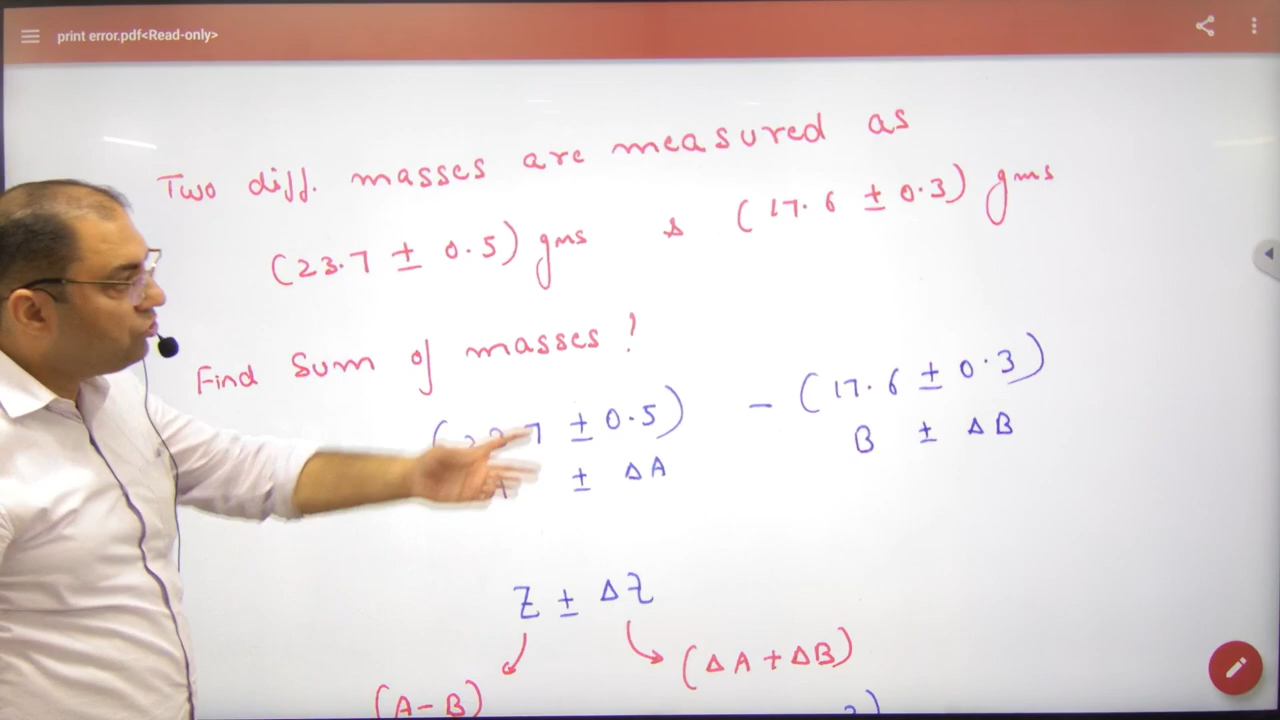 print error.pdf<Read-only>
Two diff. masses are measured as
(23.7 ± 0.5) gms & (17.6 ± 0.3) gms
Find Sum of masses !
± 0.5) - (17.6 ± 0.3)
± ΔA B ± ΔB
Z ± ΔZ
(A - B) (ΔA + ΔB)